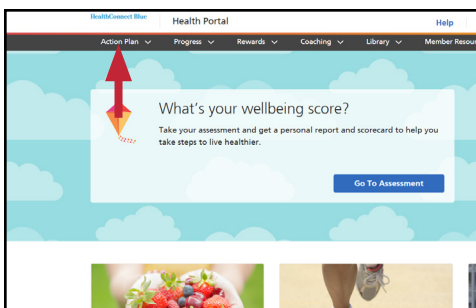 HealthConnect Blue
Health Portal
Help
Action Plan
Progress
Rewards
Coaching
Library
Member Resou
What's your wellbeing score?
Take your assessment and get a personal report and scorecard to help you
take steps to live healthier.
Go To Assessment